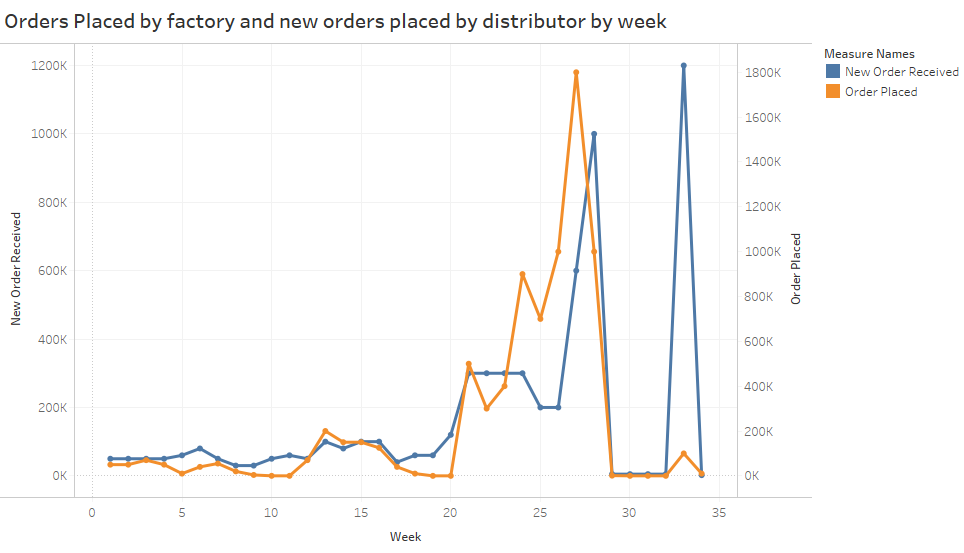 Orders Placed by factory and new orders placed by distributor by week
Measure Names
New Order Received
Order Placed
1200K
1000K
800K
600K
400K
200K
0K
New Order Received
1800K
1600K
1400K
1200K
1000K
800K
600K
400K
200K
0K
Order Placed
0 5 10 15 20 25 30 35
Week